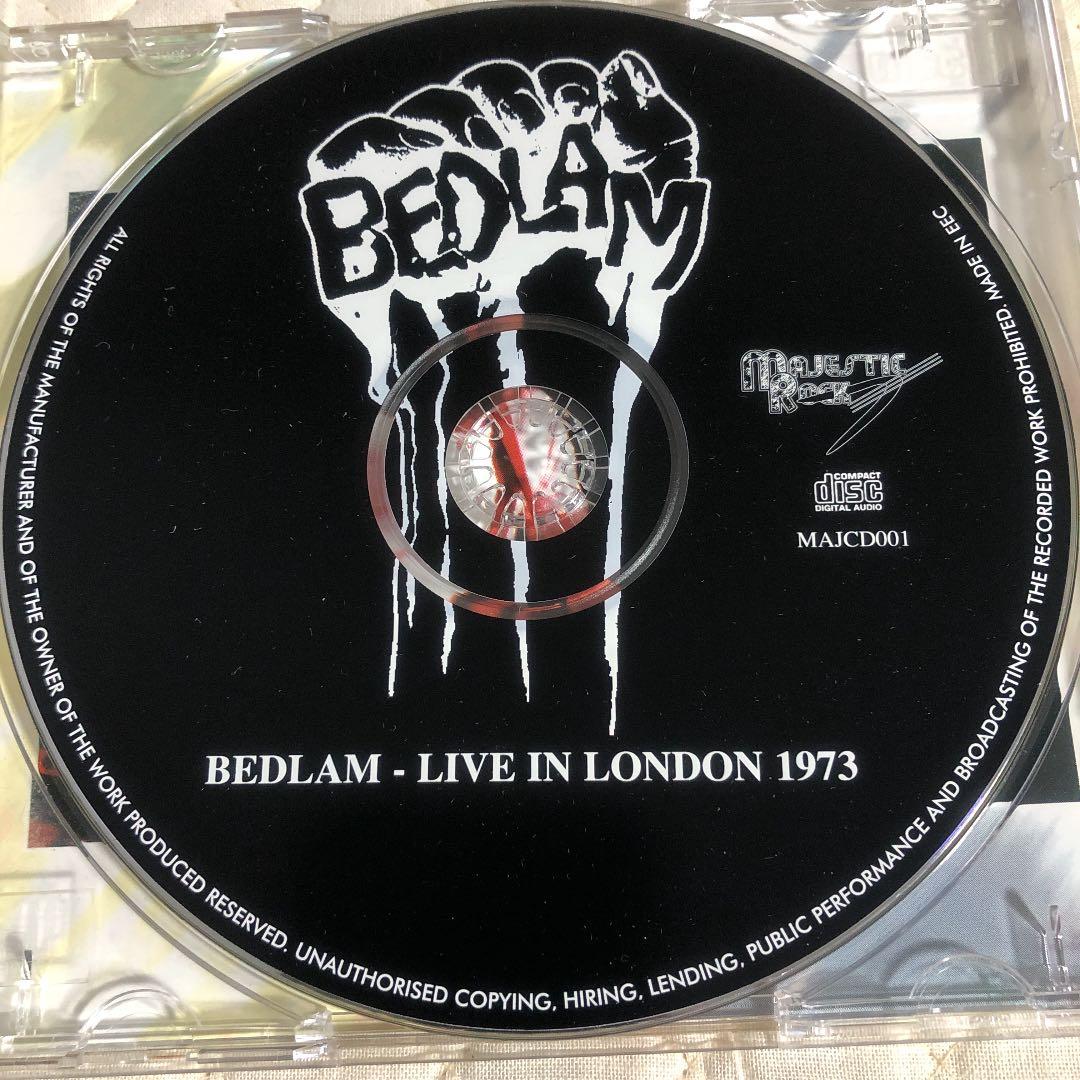 BEDLAM
MAJESTIC
ROCK
COMPACT
disc
DIGITAL AUDIO
MAJCD001
BEDLAM - LIVE IN LONDON 1973
ALL RIGHTS OF THE MANUFACTURER AND OF THE OWNER OF THE WORK PRODUCED RESERVED. UNAUTHORISED COPYING, HIRING, LENDING, PUBLIC PERFORMANCE AND BROADCASTING OF THE RECORDED WORK PROHIBITED. MADE IN EEC